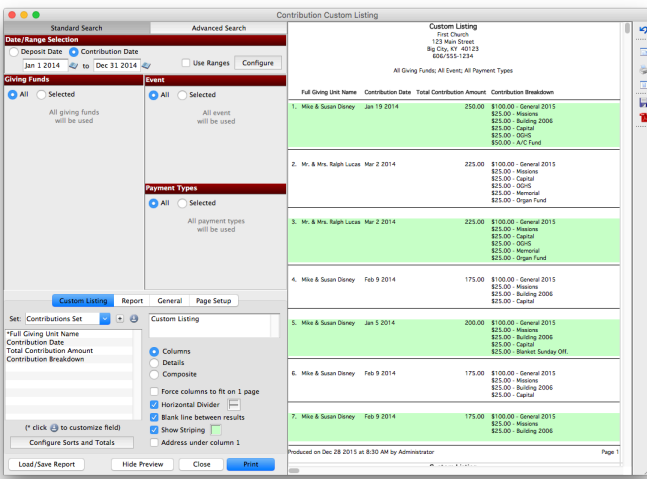 Contribution Custom Listing
Standard Search
Advanced Search
Date/Range Selection
Deposit Date Contribution Date
Jan 1 2014 to Dec 31 2014 Use Ranges Configure
Giving Funds
All Selected
All giving funds
will be used
Event
All Selected
All event
will be used
Payment Types
All Selected
All payment types
will be used
Custom Listing Report General Page Setup
Set: Contributions Set
*Full Giving Unit Name
Contribution Date
Total Contribution Amount
Contribution Breakdown
(* click to customize field)
Configure Sorts and Totals
Custom Listing
Columns
Details
Composite
Force columns to fit on 1 page
Horizontal Divider
Blank line between results
Show Striping
Address under column 1
Load/Save Report Hide Preview Close Print
Custom Listing
First Church
123 Main Street
Big City, KY 40123
606/555-1234
All Giving Funds; All Event; All Payment Types
Full Giving Unit Name Contribution Date Total Contribution Amount Contribution Breakdown
1. Mike & Susan Disney Jan 19 2014 250.00 $100.00 - General 2015
$25.00 - Missions
$25.00 - Building 2006
$25.00 - Capital
$25.00 - OGHS
$50.00 - A/C Fund
2. Mr. & Mrs. Ralph Lucas Mar 2 2014 225.00 $100.00 - General 2015
$25.00 - Missions
$25.00 - Capital
$25.00 - OGHS
$25.00 - Memorial
$25.00 - Organ Fund
3. Mr. & Mrs. Ralph Lucas Mar 2 2014 225.00 $100.00 - General 2015
$25.00 - Missions
$25.00 - Capital
$25.00 - OGHS
$25.00 - Memorial
$25.00 - Organ Fund
4. Mike & Susan Disney Feb 9 2014 175.00 $100.00 - General 2015
$25.00 - Missions
$25.00 - Building 2006
$25.00 - Capital
5. Mike & Susan Disney Jan 5 2014 200.00 $100.00 - General 2015
$25.00 - Missions
$25.00 - Building 2006
$25.00 - Capital
$25.00 - Blanket Sunday Off.
6. Mike & Susan Disney Feb 9 2014 175.00 $100.00 - General 2015
$25.00 - Missions
$25.00 - Building 2006
$25.00 - Capital
7. Mike & Susan Disney Feb 9 2014 175.00 $100.00 - General 2015
$25.00 - Missions
$25.00 - Building 2006
Produced on Dec 28 2015 at 8:30 AM by Administrator Page 1